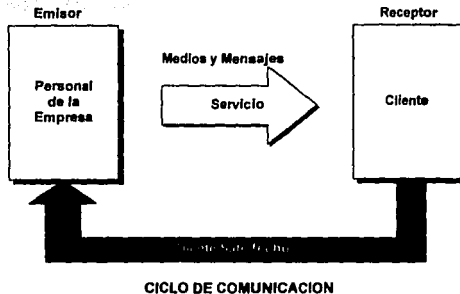 Emisor
Receptor
Medios y Mensajes
Personal
de la
Empresa
Servicio
Cliente
CICLO DE COMUNICACION